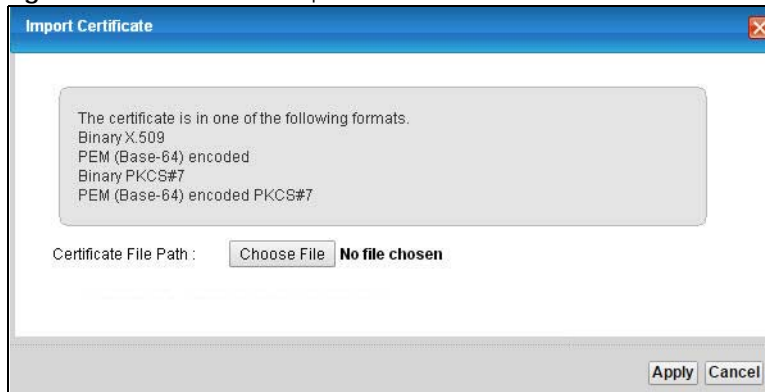 Import Certificate
The certificate is in one of the following formats.
Binary X.509
PEM (Base-64) encoded
Binary PKCS#7
PEM (Base-64) encoded PKCS#7
Certificate File Path : Choose File No file chosen
Apply Cancel